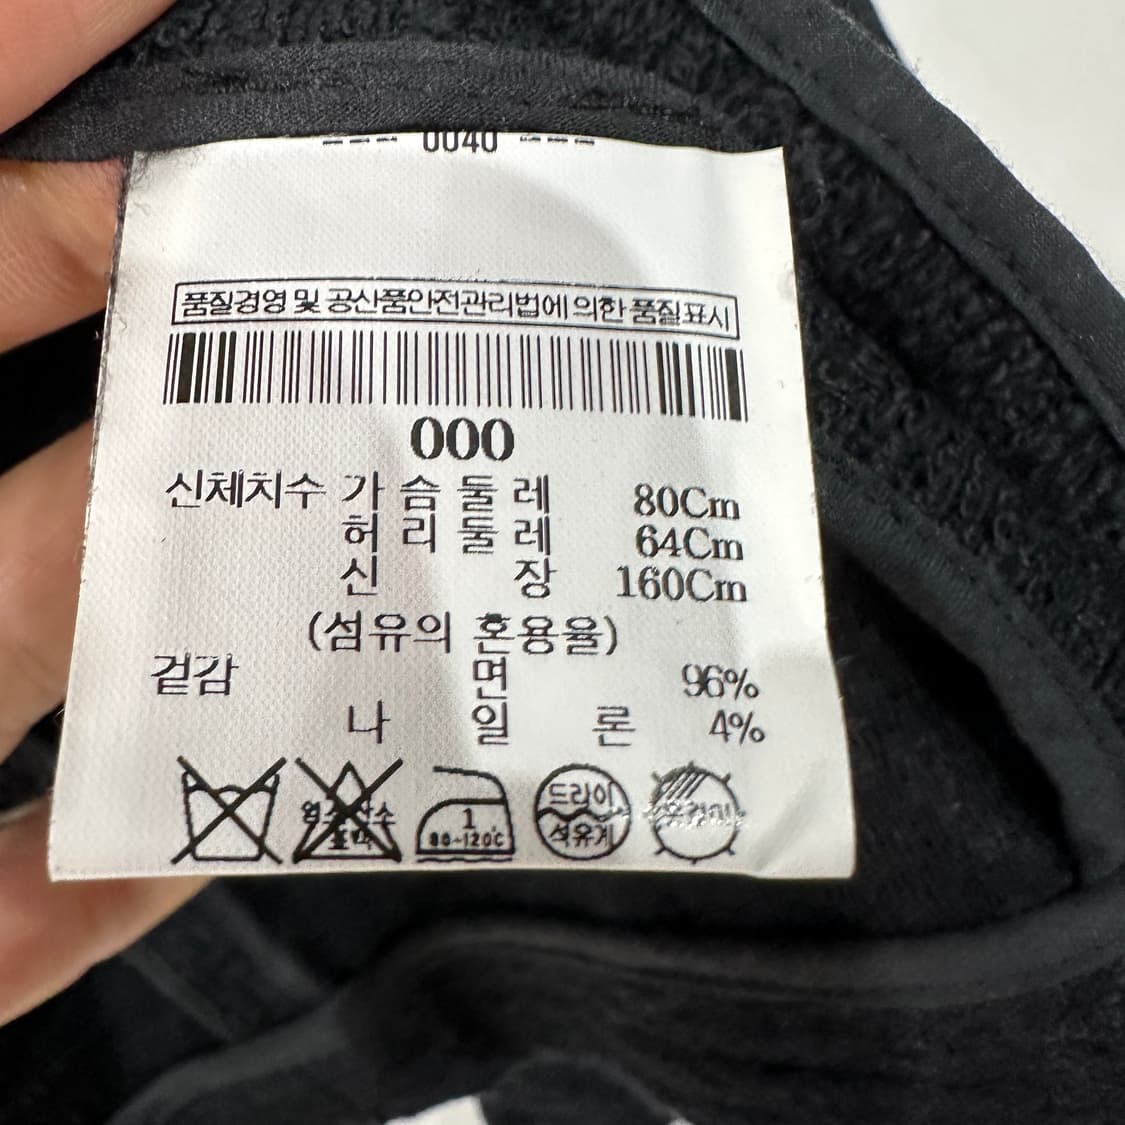 --- 0040 ---
품질경영 및 공산품안전관리법에 의한 품질표시
000
신체치수 가슴둘레 80Cm
허리둘레 64Cm
신장 160Cm
(섬유의 혼용율)
겉감 면 96%
나일론 4%
1 80~120℃ 드라이 석유계